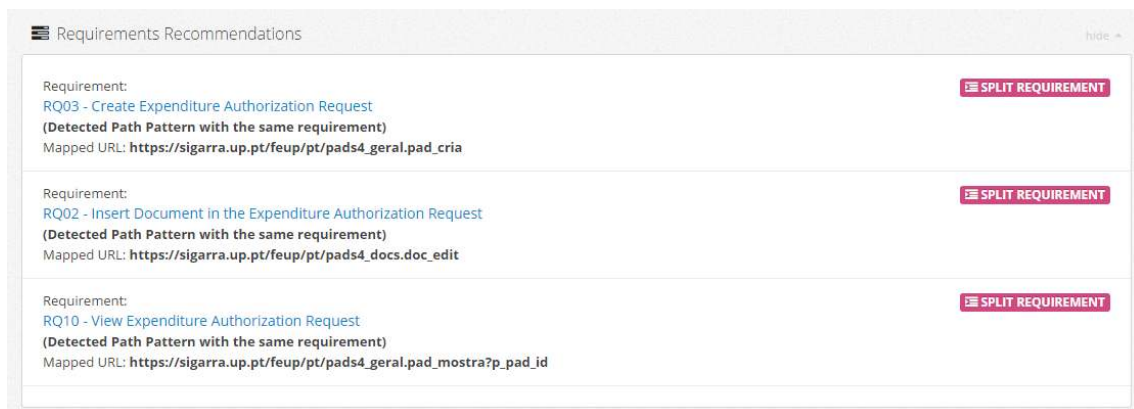 Requirements Recommendations
hide
Requirement:
SPLIT REQUIREMENT
RQ03 - Create Expenditure Authorization Request
(Detected Path Pattern with the same requirement)
Mapped URL: https://sigarra.up.pt/feup/pt/pads4_geral.pad_cria
Requirement:
SPLIT REQUIREMENT
RQ02 - Insert Document in the Expenditure Authorization Request
(Detected Path Pattern with the same requirement)
Mapped URL: https://sigarra.up.pt/feup/pt/pads4_docs.doc_edit
Requirement:
SPLIT REQUIREMENT
RQ10 - View Expenditure Authorization Request
(Detected Path Pattern with the same requirement)
Mapped URL: https://sigarra.up.pt/feup/pt/pads4_geral.pad_mostra?p_pad_id